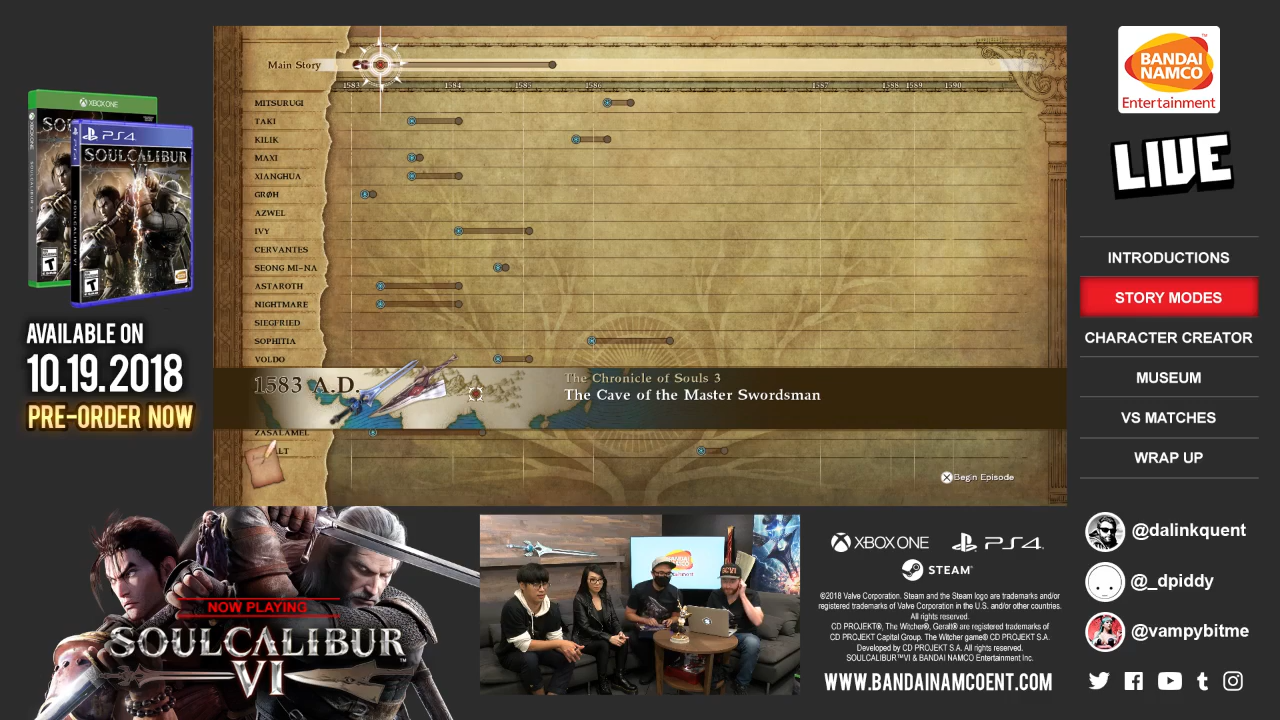 XBOX ONE
PS4
SOULCALIBUR
VI
AVAILABLE ON
10.19.2018
PRE-ORDER NOW
Main Story
1583
1584
1585
1586
1587
1588
1589
1590
MITSURUGI
TAKI
KILIK
MAXI
XIANGHUA
GRØH
AZWEL
IVY
CERVANTES
SEONG MI-NA
ASTAROTH
NIGHTMARE
SIEGFRIED
SOPHITIA
VOLDO
1583 A.D.
The Chronicle of Souls 3
The Cave of the Master Swordsman
ZASALAMEL
ALT
Begin Episode
BANDAI
NAMCO
Entertainment
LIVE
INTRODUCTIONS
STORY MODES
CHARACTER CREATOR
MUSEUM
VS MATCHES
WRAP UP
@dalinkquent
@_dpiddy
@vampybitme
NOW PLAYING
SOULCALIBUR™
VI
BANDAI
NAMCO
XBOX ONE PS4
STEAM®
©2018 Valve Corporation. Steam and the Steam logo are trademarks and/or
registered trademarks of Valve Corporation in the U.S. and/or other countries.
All rights reserved.
CD PROJEKT®, The Witcher®, Geralt® are registered trademarks of
CD PROJEKT Capital Group. The Witcher game© CD PROJEKT S.A.
Developed by CD PROJEKT S.A. All rights reserved.
SOULCALIBUR™VI & BANDAI NAMCO Entertainment Inc.
WWW.BANDAINAMCOENT.COM